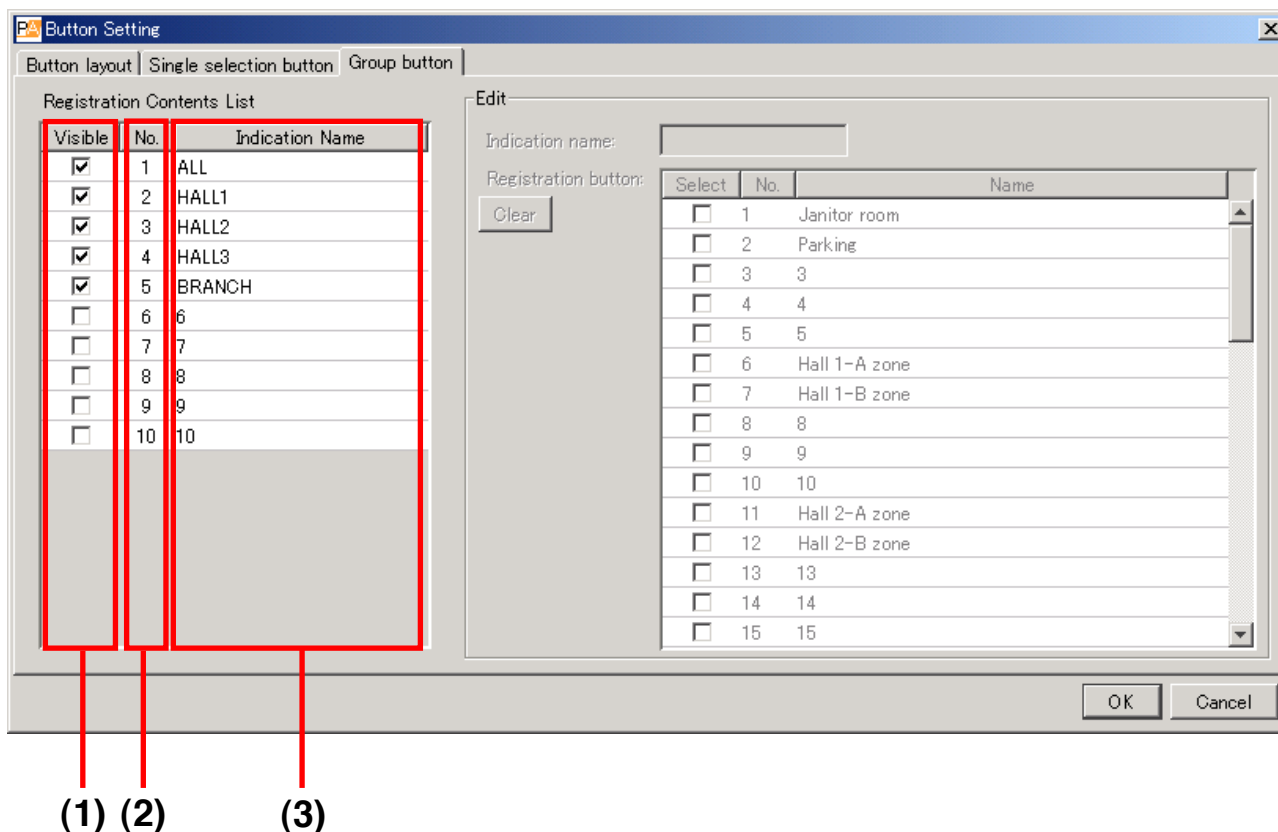 PA Button Setting
Button layout Single selection button Group button
Registration Contents List
Visible No. Indication Name
1 ALL
2 HALL1
3 HALL2
4 HALL3
5 BRANCH
6 6
7 7
8 8
9 9
10 10
Edit
Indication name:
Registration button:
Clear
Select No. Name
1 Janitor room
2 Parking
3 3
4 4
5 5
6 Hall 1-A zone
7 Hall 1-B zone
8 8
9 9
10 10
11 Hall 2-A zone
12 Hall 2-B zone
13 13
14 14
15 15
OK Cancel
(1) (2) (3)